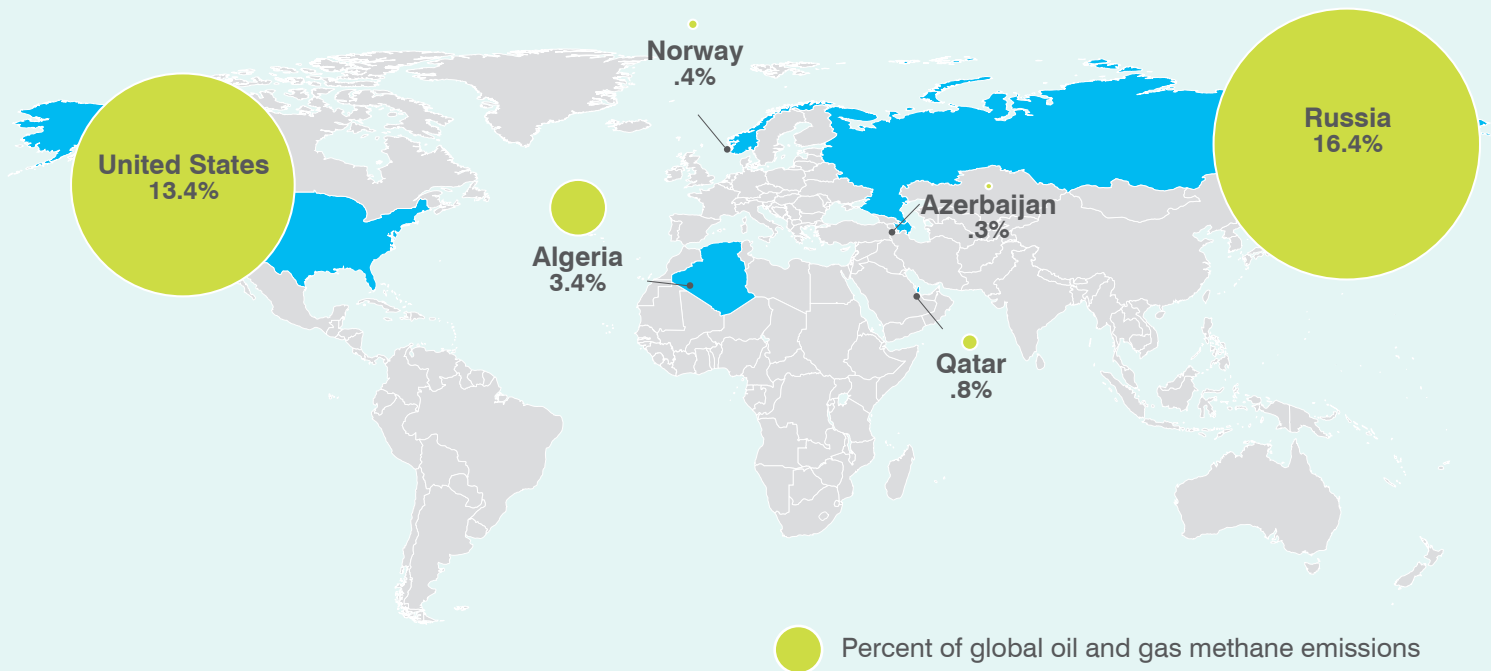 Norway
.4%
Russia
16.4%
United States
13.4%
Azerbaijan
.3%
Algeria
3.4%
Qatar
.8%
Percent of global oil and gas methane emissions